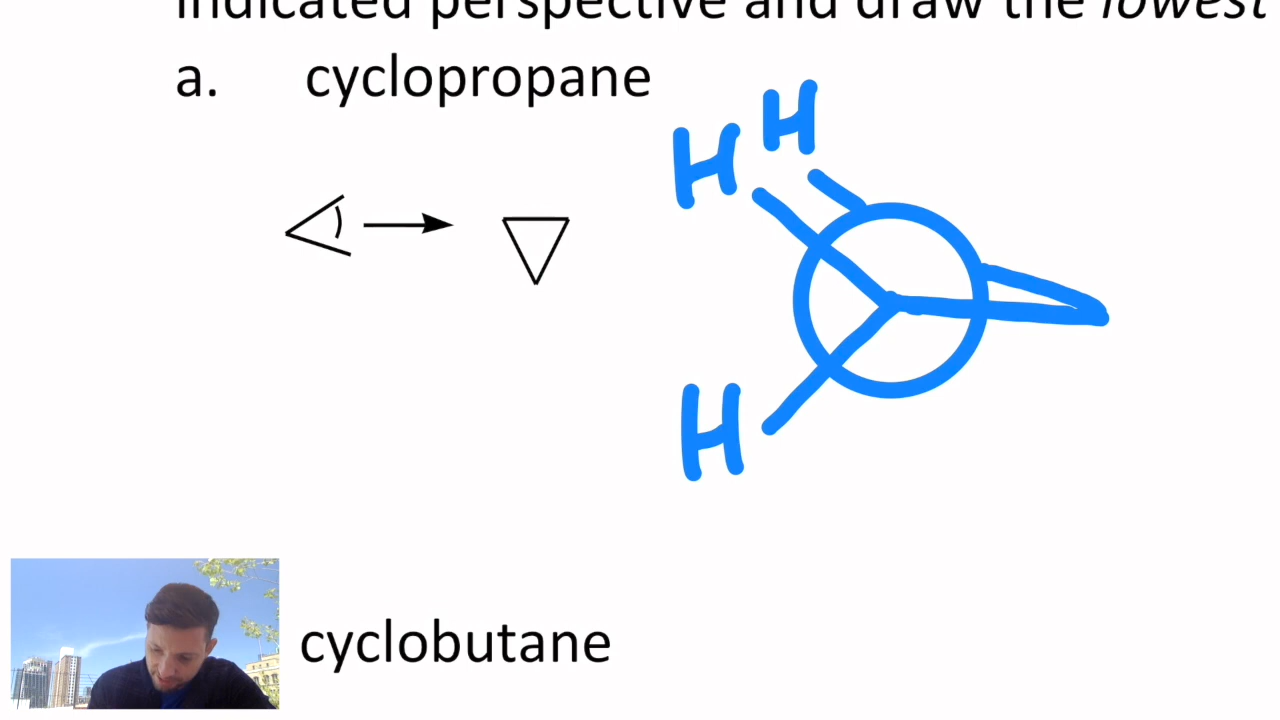 indicated perspective and draw the lowest
a. cyclopropane
H H
H
cyclobutane